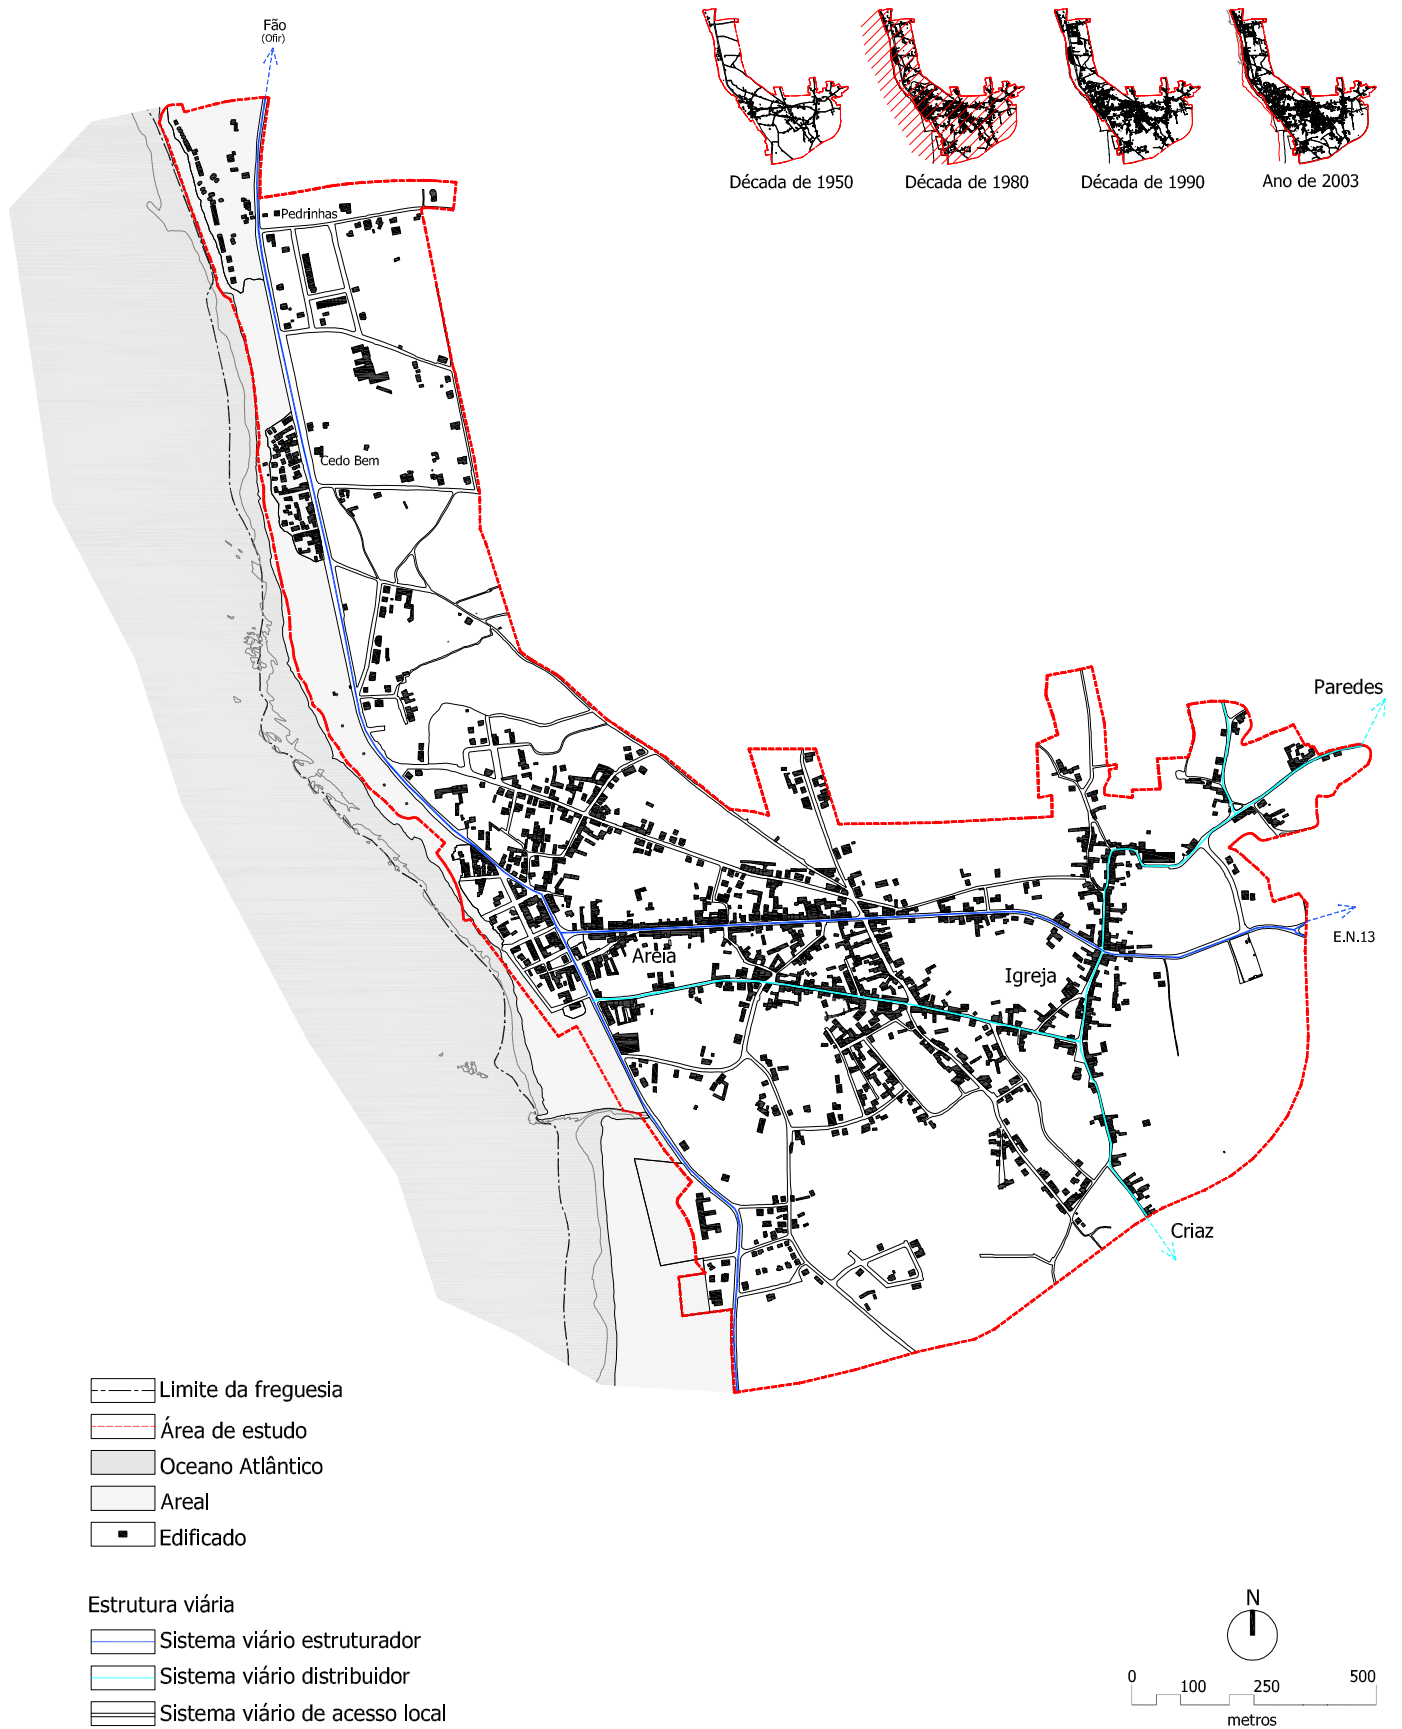 Fão
(Ofir)
Década de 1950
Década de 1980
Década de 1990
Ano de 2003
Pedrinhas
Cedo Bem
Paredes
E.N.13
Areia
Igreja
Criaz
Limite da freguesia
Área de estudo
Oceano Atlântico
Areal
Edificado
Estrutura viária
Sistema viário estruturador
Sistema viário distribuidor
Sistema viário de acesso local
N
0 100 250 500
metros